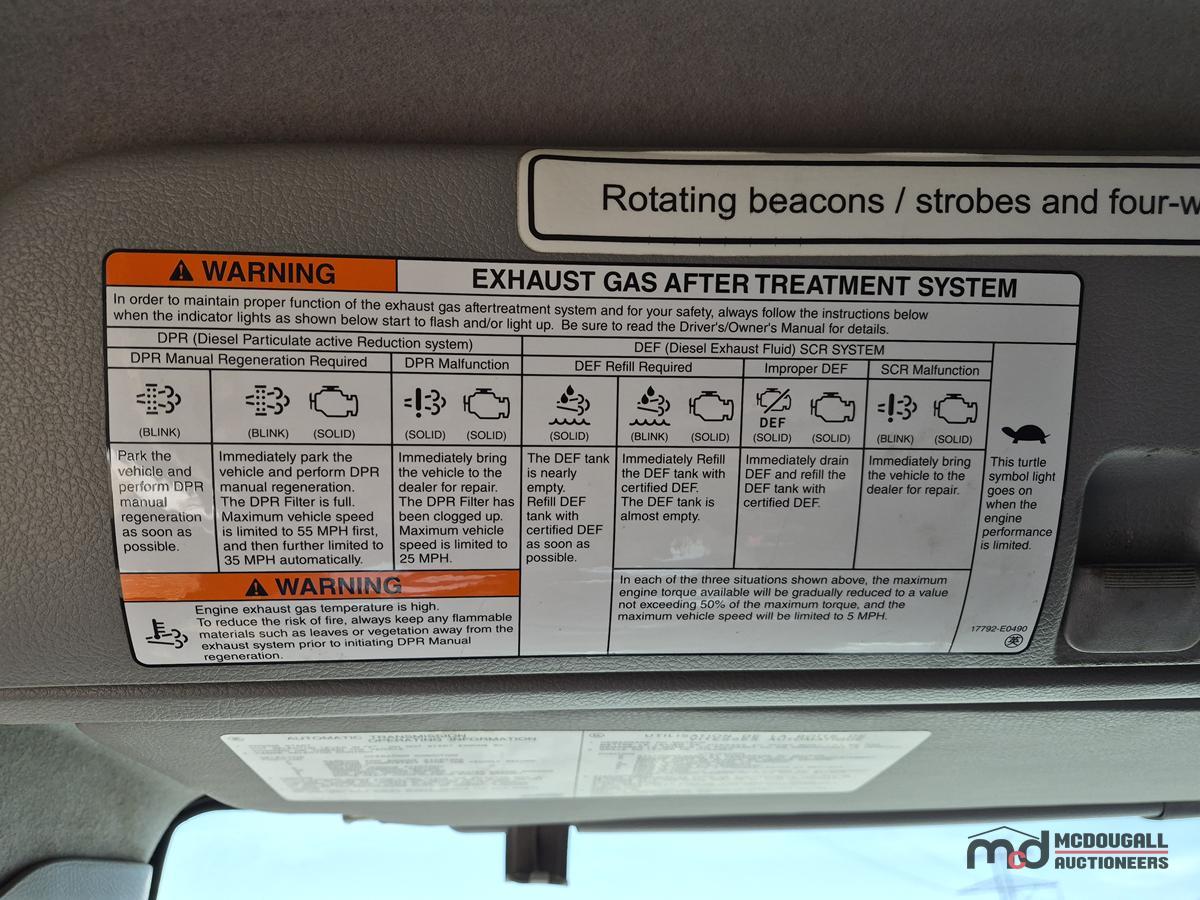 Rotating beacons / strobes and four-w
WARNING
EXHAUST GAS AFTER TREATMENT SYSTEM
In order to maintain proper function of the exhaust gas aftertreatment system and for your safety, always follow the instructions below
when the indicator lights as shown below start to flash and/or light up. Be sure to read the Driver's/Owner's Manual for details.
DPR (Diesel Particulate active Reduction system)
DPR Manual Regeneration Required
DPR Malfunction
(BLINK)
(BLINK) (SOLID)
(SOLID) (SOLID)
Park the
vehicle and
perform DPR
manual
regeneration
as soon as
possible.
Immediately park the
vehicle and perform DPR
manual regeneration.
The DPR Filter is full.
Maximum vehicle speed
is limited to 55 MPH first,
and then further limited to
35 MPH automatically.
Immediately bring
the vehicle to the
dealer for repair.
The DPR Filter has
been clogged up.
Maximum vehicle
speed is limited to
25 MPH.
DEF (Diesel Exhaust Fluid) SCR SYSTEM
DEF Refill Required
Improper DEF
SCR Malfunction
DEF
(SOLID)
(BLINK) (SOLID)
(SOLID) (SOLID)
(BLINK) (SOLID)
The DEF tank
is nearly
empty.
Refill DEF
tank with
certified DEF
as soon as
possible.
Immediately Refill
the DEF tank with
certified DEF.
The DEF tank is
almost empty.
Immediately drain
DEF and refill the
DEF tank with
certified DEF.
Immediately bring
the vehicle to the
dealer for repair.
This turtle
symbol light
goes on
when the
engine
performance
is limited.
In each of the three situations shown above, the maximum
engine torque available will be gradually reduced to a value
not exceeding 50% of the maximum torque, and the
maximum vehicle speed will be limited to 5 MPH.
17792-E0490
英
WARNING
Engine exhaust gas temperature is high.
To reduce the risk of fire, always keep any flammable
materials such as leaves or vegetation away from the
exhaust system prior to initiating DPR Manual
regeneration.
AUTOMATIC TRANSMISSION
OPERATING INFORMATION
mcd MCDOUGALL
AUCTIONEERS